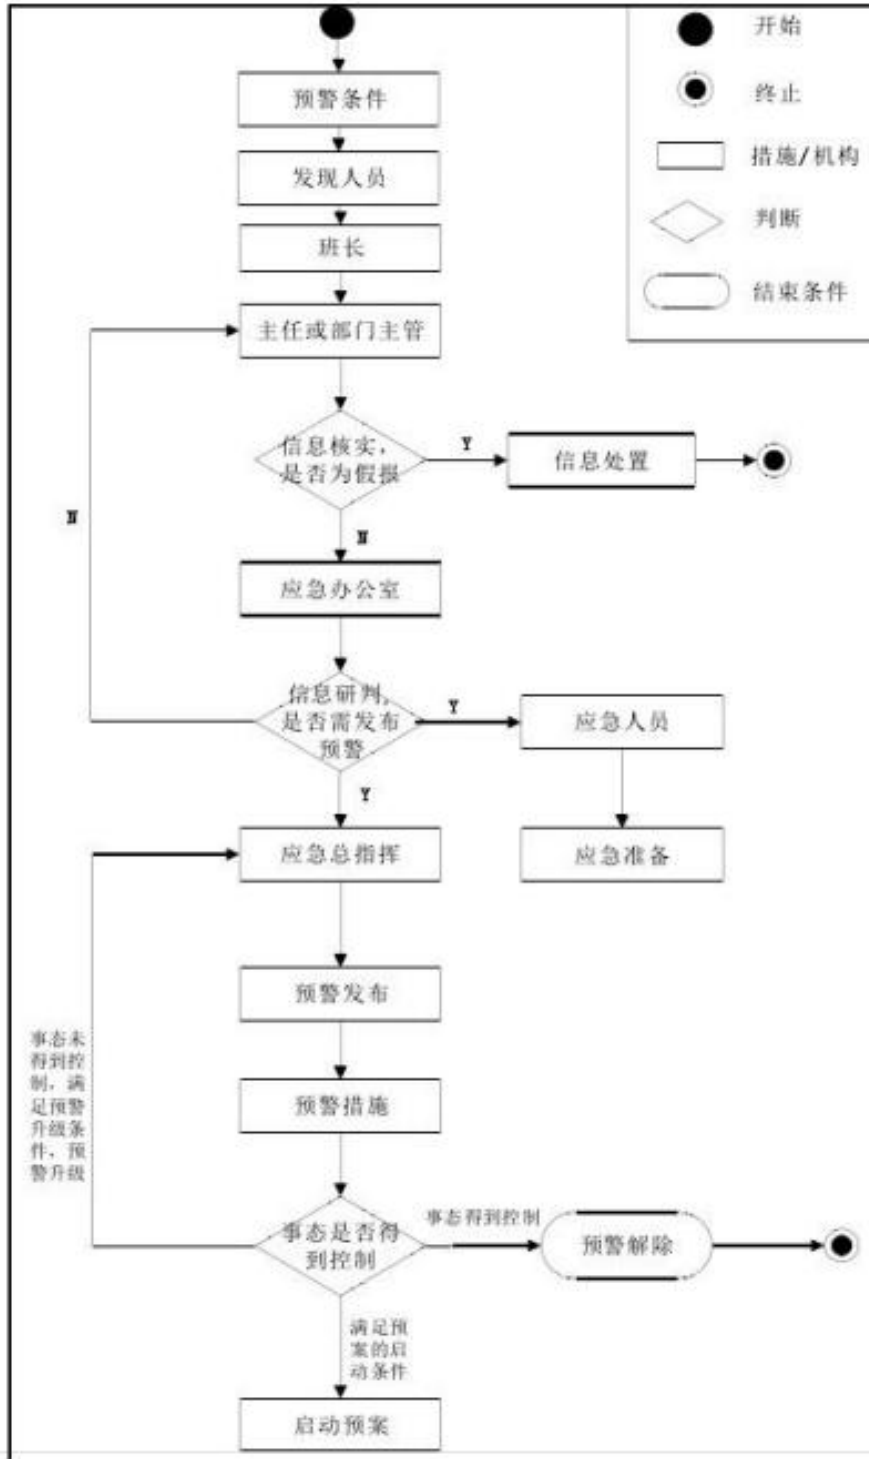 开始
终止
措施/机构
判断
结束条件
预警条件
发现人员
班长
主任或部门主管
信息核实，
是否为假报
Y
信息处置
N
N
应急办公室
信息研判，
是否需发布
预警
Y
应急人员
Y
应急总指挥
应急准备
预警发布
事态未
得到控
制，满
足预警
升级条
件，预
警升级
预警措施
事态是否得
到控制
事态得到控制
预警解除
满足预
案的启
动条件
启动预案